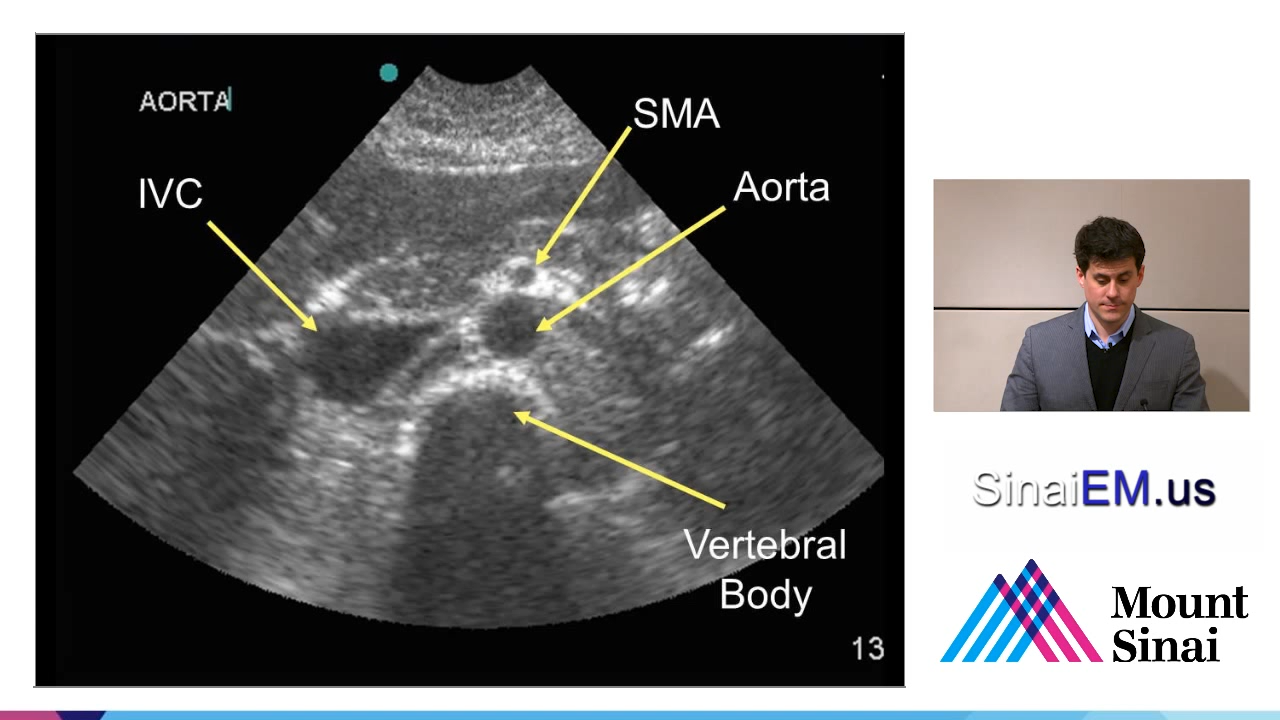 AORTA
SMA
IVC
Aorta
Vertebral
Body
13
SinaiEM.us
Mount
Sinai